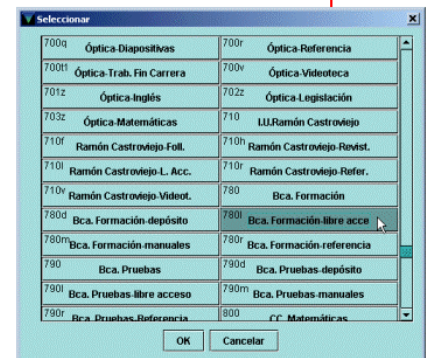 Seleccionar
700q Óptica-Diapositivas 700r Óptica-Referencia
700t1 Óptica-Trab. Fin Carrera 700v Óptica-Videoteca
701z Óptica-Inglés 702z Óptica-Legislación
703z Óptica-Matemáticas 710 I.U.Ramón Castroviejo
710f Ramón Castroviejo-Foll. 710h Ramón Castroviejo-Revist.
710l Ramón Castroviejo-L. Acc. 710r Ramón Castroviejo-Refer.
710v Ramón Castroviejo-Videot. 780 Bca. Formación
780d Bca. Formación-depósito 780l Bca. Formación-libre acce
780m Bca. Formación-manuales 780r Bca. Formación-referencia
790 Bca. Pruebas 790d Bca. Pruebas-depósito
790l Bca. Pruebas-libre acceso 790m Bca. Pruebas-manuales
790r Bca. Pruebas-Referencia 800 CC. Matemáticas
OK Cancelar